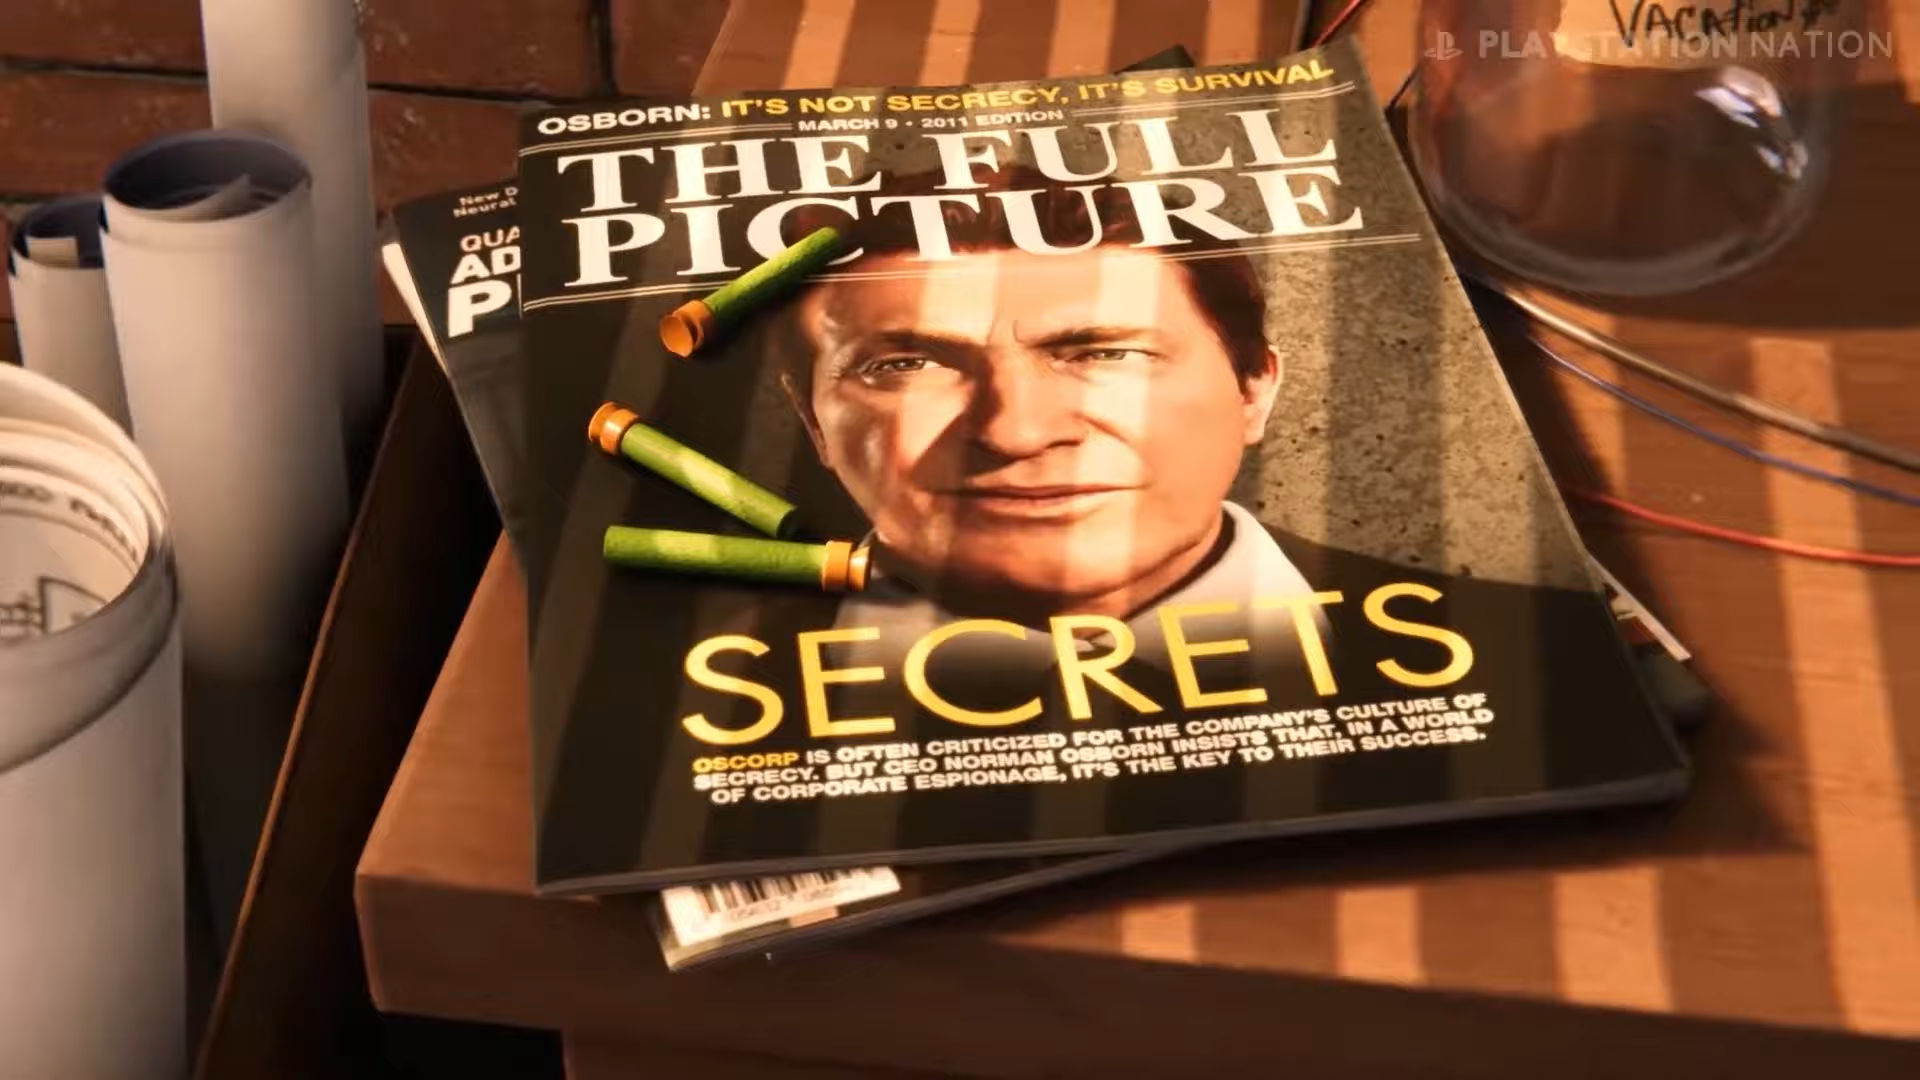 VACATION $
PLAYSTATION NATION
OSBORN: IT'S NOT SECRECY, IT'S SURVIVAL
MARCH 9 • 2011 EDITION
THE FULL
PICTURE
New
Neural
SECRETS
OSCORP IS OFTEN CRITICIZED FOR THE COMPANY'S CULTURE OF
SECRECY. BUT CEO NORMAN OSBORN INSISTS THAT, IN A WORLD
OF CORPORATE ESPIONAGE, IT'S THE KEY TO THEIR SUCCESS.